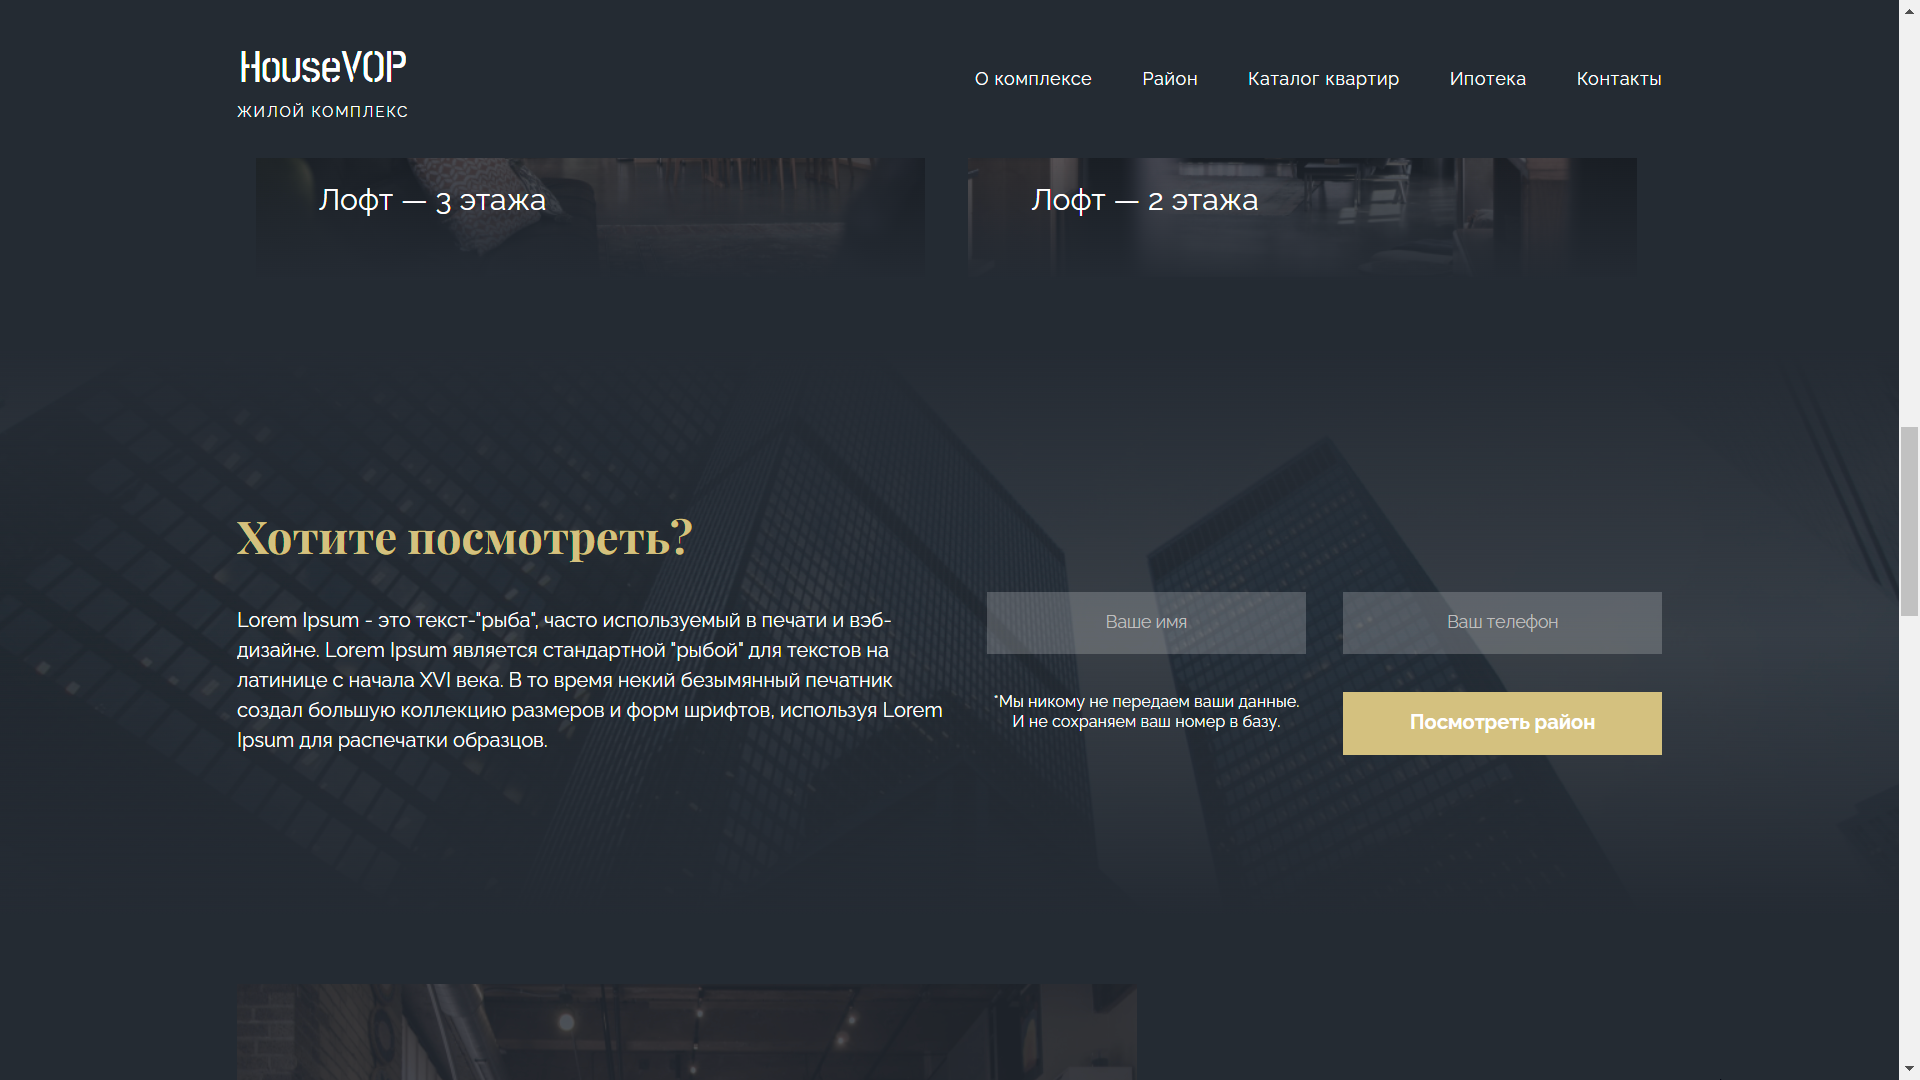 HouseVOP
ЖИЛОЙ КОМПЛЕКС
О комплексе
Район
Каталог квартир
Ипотека
Контакты
Лофт — 3 этажа
Лофт — 2 этажа
Хотите посмотреть?
Lorem Ipsum - это текст-"рыба", часто используемый в печати и вэб-
дизайне. Lorem Ipsum является стандартной "рыбой" для текстов на
латинице с начала XVI века. В то время некий безымянный печатник
создал большую коллекцию размеров и форм шрифтов, используя Lorem
Ipsum для распечатки образцов.
Ваше имя
Ваш телефон
*Мы никому не передаем ваши данные.
И не сохраняем ваш номер в базу.
Посмотреть район